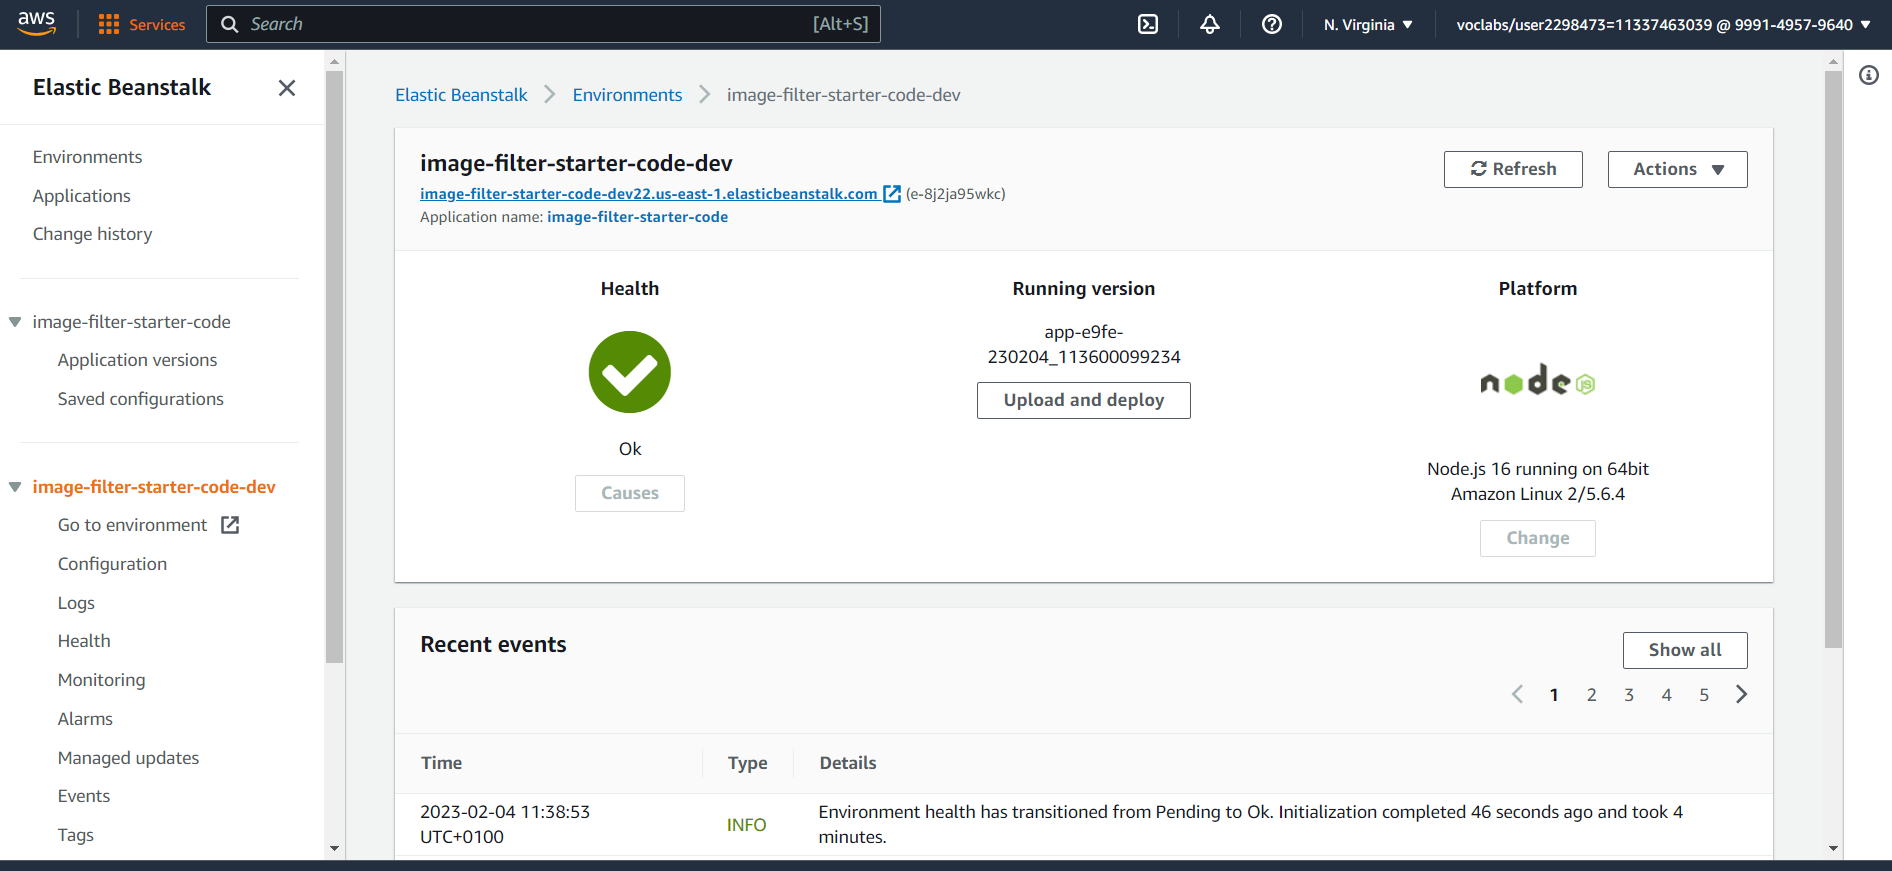 aws
Services
Search
[Alt+S]
N. Virginia
voclabs/user2298473=11337463039 @ 9991-4957-9640
Elastic Beanstalk
Environments
Applications
Change history
image-filter-starter-code
Application versions
Saved configurations
image-filter-starter-code-dev
Go to environment
Configuration
Logs
Health
Monitoring
Alarms
Managed updates
Events
Tags
Elastic Beanstalk > Environments > image-filter-starter-code-dev
image-filter-starter-code-dev
image-filter-starter-code-dev22.us-east-1.elasticbeanstalk.com (e-8j2ja95wkc)
Application name: image-filter-starter-code
Refresh
Actions
Health
Ok
Causes
Running version
app-e9fe-
230204_113600099234
Upload and deploy
Platform
node JS
Node.js 16 running on 64bit
Amazon Linux 2/5.6.4
Change
Recent events
Show all
1 2 3 4 5
Time Type Details
2023-02-04 11:38:53
UTC+0100
INFO
Environment health has transitioned from Pending to Ok. Initialization completed 46 seconds ago and took 4
minutes.